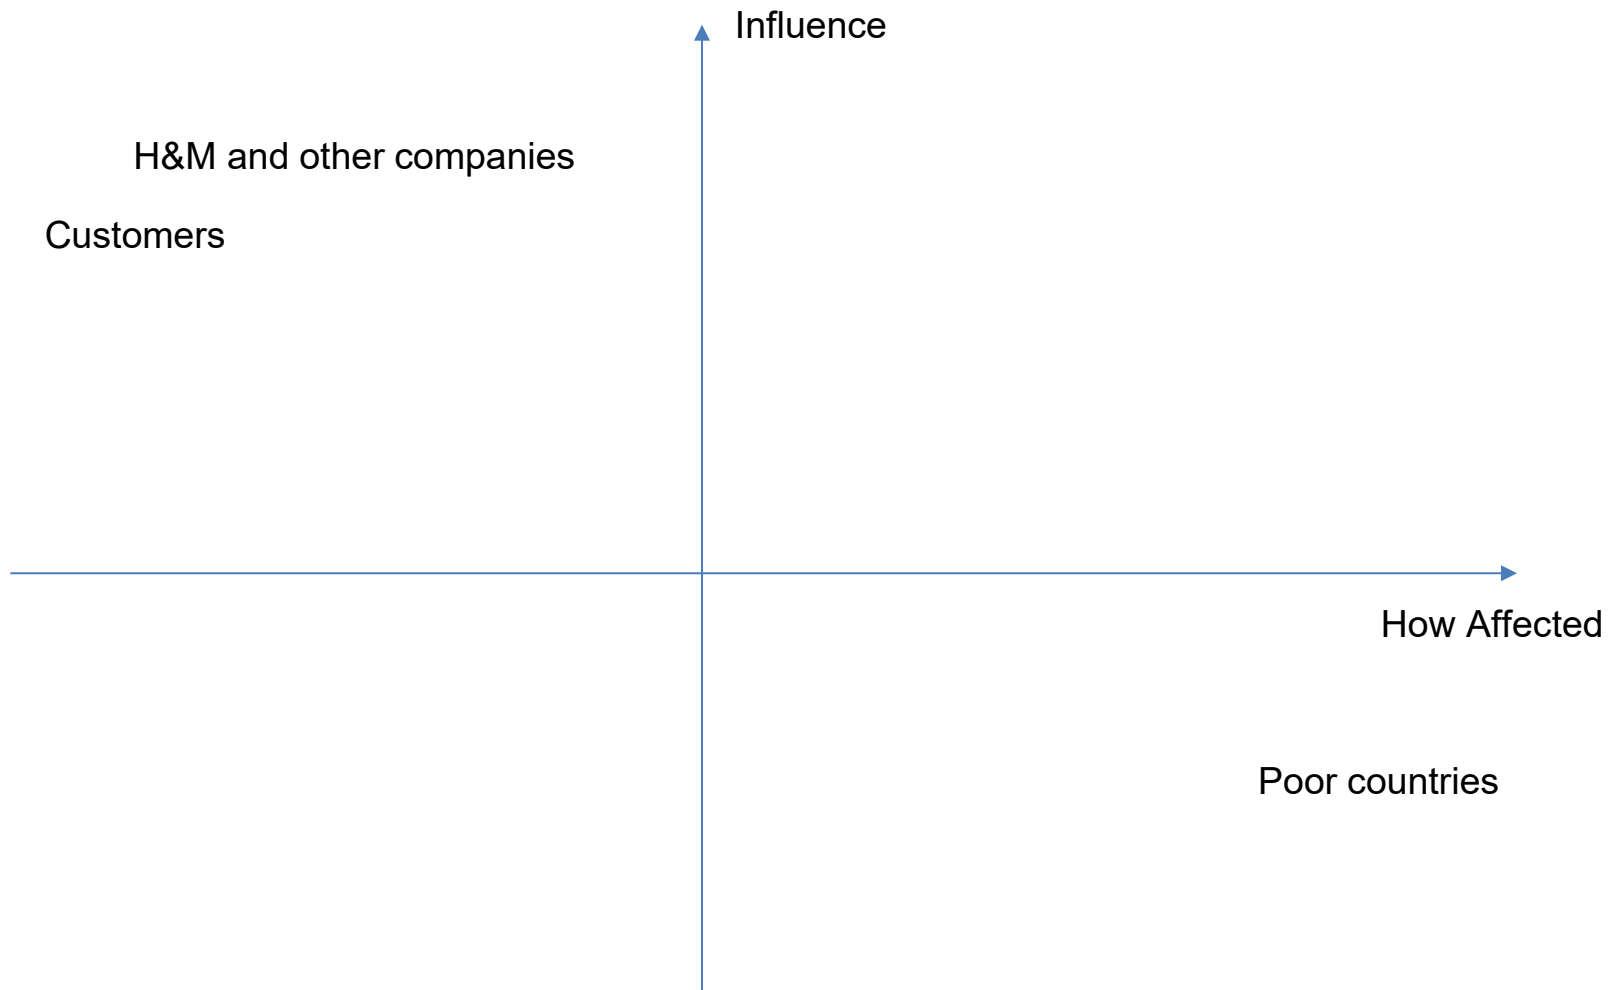 Influence
H&M and other companies
Customers
How Affected
Poor countries